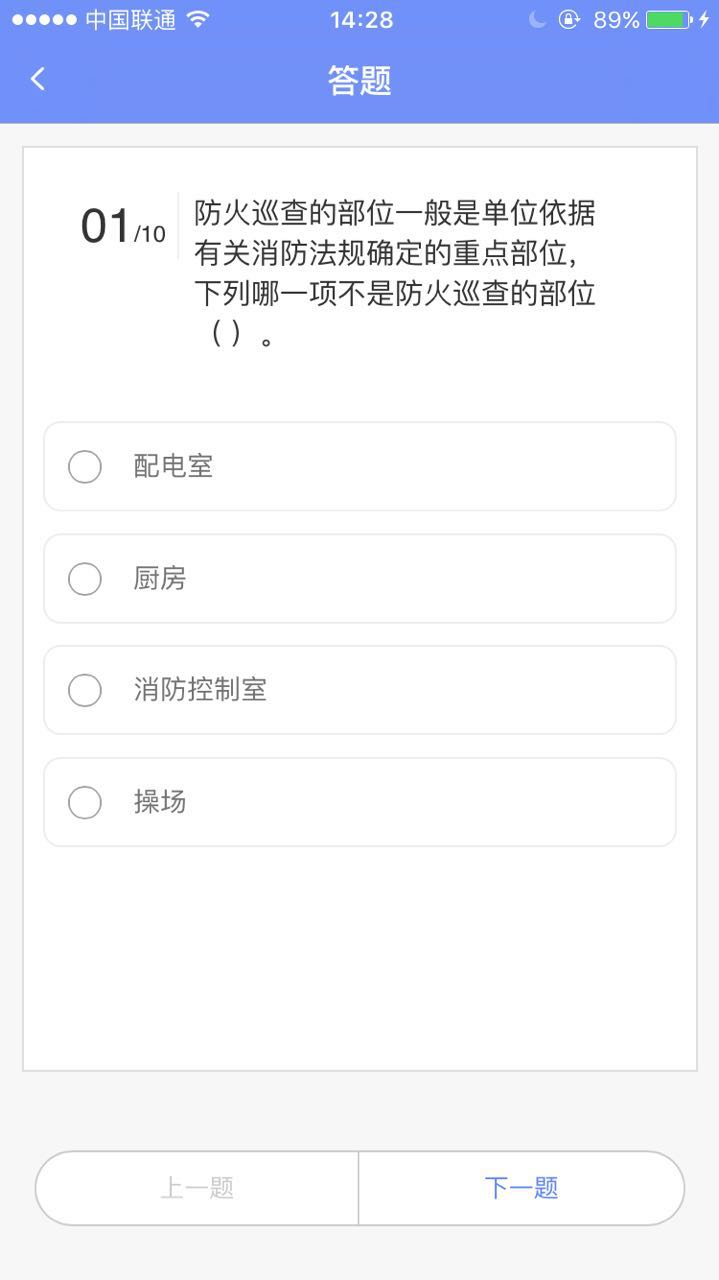 中国联通 14:28 89%
答题
01/10
防火巡查的部位一般是单位依据
有关消防法规确定的重点部位，
下列哪一项不是防火巡查的部位
（ ） 。
配电室
厨房
消防控制室
操场
上一题 下一题